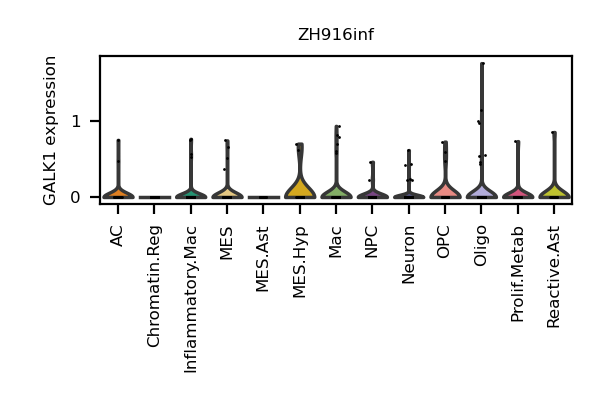 ZH916inf
GALK1 expression
1
0
AC
Chromatin.Reg
Inflammatory.Mac
MES
MES.Ast
MES.Hyp
Mac
NPC
Neuron
OPC
Oligo
Prolif.Metab
Reactive.Ast